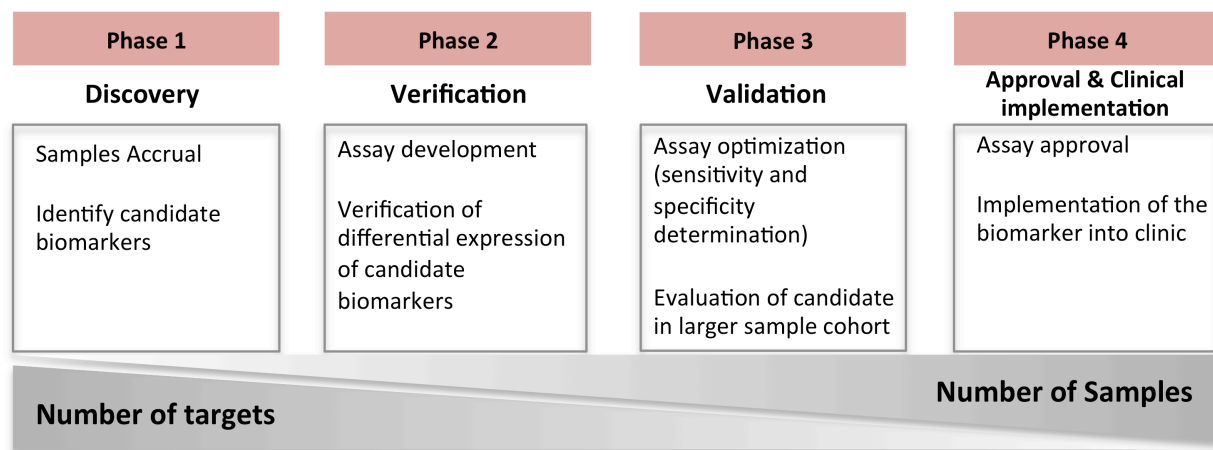 Phase 1
Discovery
Samples Accrual
Identify candidate
biomarkers
Phase 2
Verification
Assay development
Verification of
differential expression
of candidate
biomarkers
Phase 3
Validation
Assay optimization
(sensitivity and
specificity
determination)
Evaluation of candidate
in larger sample cohort
Phase 4
Approval & Clinical
implementation
Assay approval
Implementation of the
biomarker into clinic
Number of targets
Number of Samples